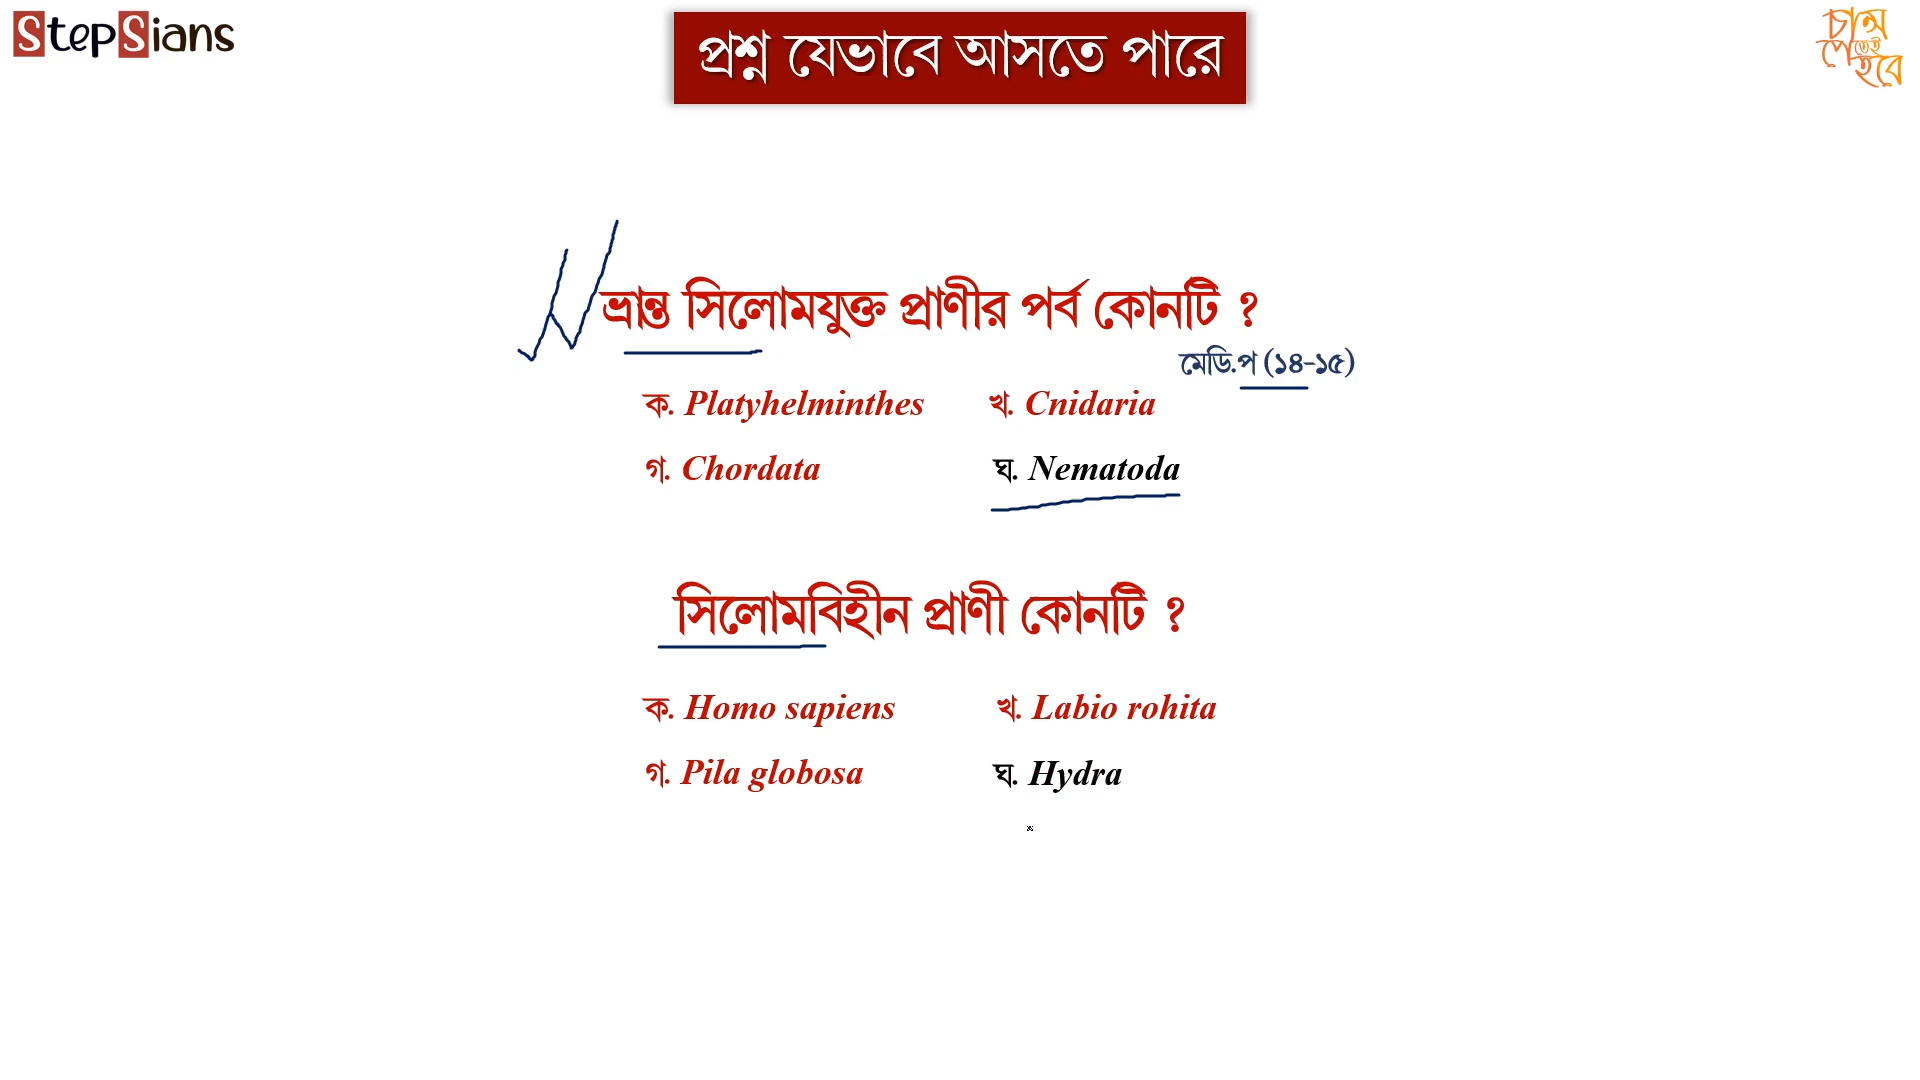 StepSians
প্রশ্ন যেভাবে আসতে পারে
চান্স পেতেই হবে
ভ্রান্ত সিলোমযুক্ত প্রাণীর পর্ব কোনটি ?
মেডি.প (১৪-১৫)
ক. Platyhelminthes খ. Cnidaria
গ. Chordata ঘ. Nematoda
সিলোমবিহীন প্রাণী কোনটি ?
ক. Homo sapiens খ. Labio rohita
গ. Pila globosa ঘ. Hydra